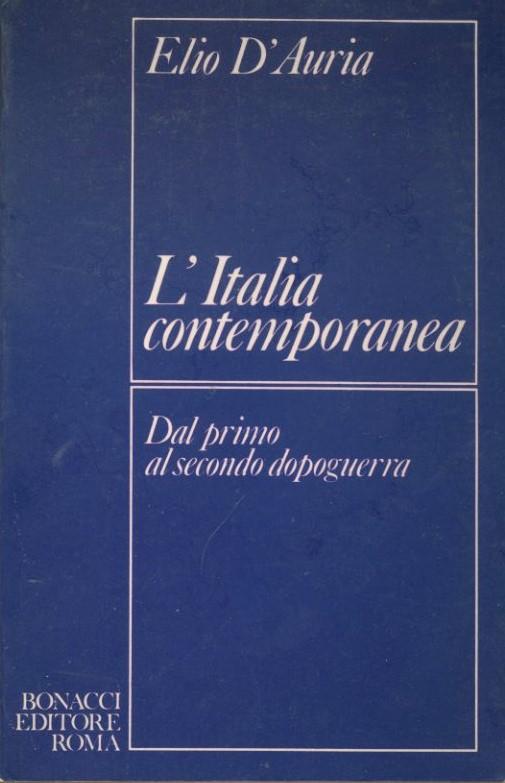 Elio D'Auria
L'Italia
contemporanea
Dal primo
al secondo dopoguerra
BONACCI
EDITORE
ROMA